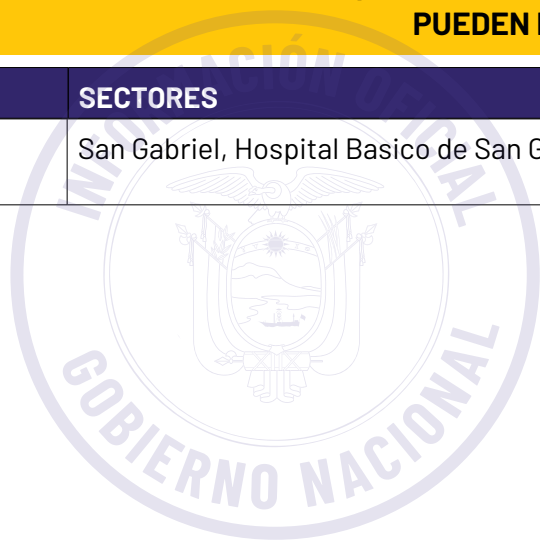 PUEDEN
SECTORES
San Gabriel, Hospital Basico de San
INFORMACIÓN OFICIAL
GOBIERNO NACIONAL